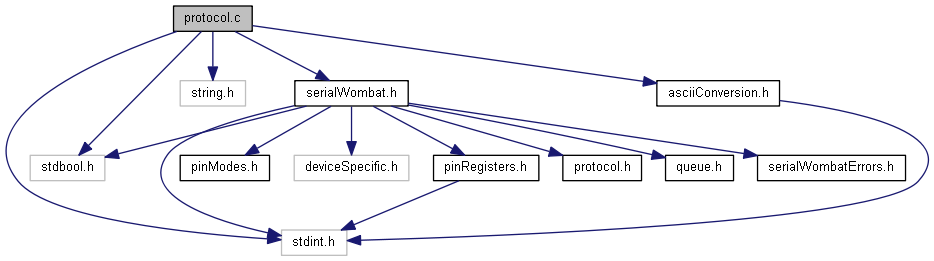 protocol.c
string.h
serialWombat.h
asciiConversion.h
stdbool.h
pinModes.h
deviceSpecific.h
pinRegisters.h
protocol.h
queue.h
serialWombatErrors.h
stdint.h